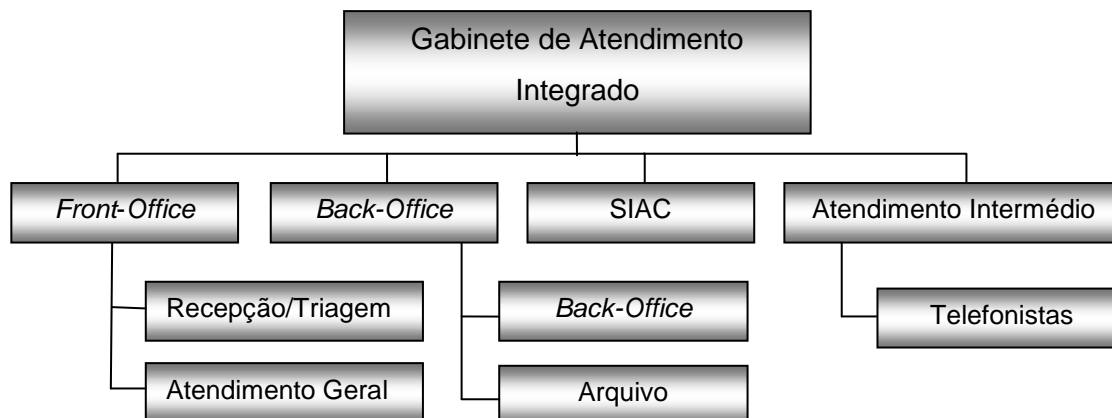 Gabinete de Atendimento
Integrado
Front-Office
Back-Office
SIAC
Atendimento Intermédio
Recepção/Triagem
Back-Office
Telefonistas
Atendimento Geral
Arquivo